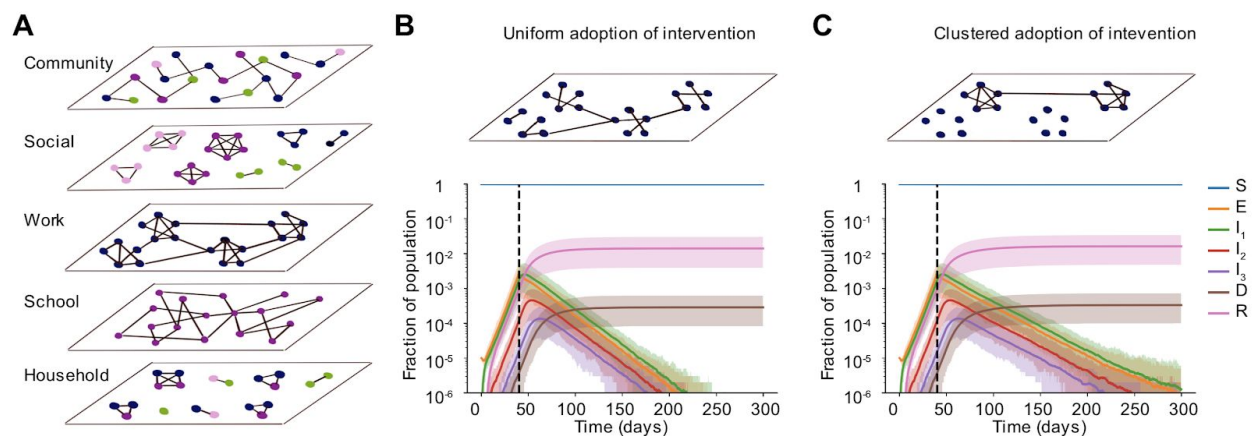 A
Community
Social
Work
School
Household
B
Uniform adoption of intervention
Fraction of population
1
10-1
10-2
10-3
10-4
10-5
10-6
0 50 100 150 200 250 300
Time (days)
C
Clustered adoption of intevention
Fraction of population
1
10-1
10-2
10-3
10-4
10-5
10-6
0 50 100 150 200 250 300
Time (days)
S
E
I1
I2
I3
D
R